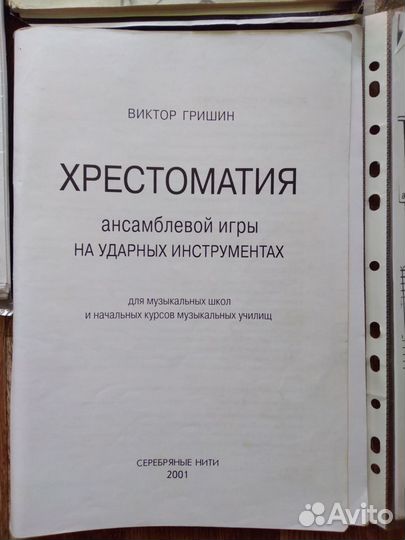 ВИКТОР ГРИШИН
ХРЕСТОМАТИЯ
ансамблевой игры
НА УДАРНЫХ ИНСТРУМЕНТАХ
для музыкальных школ
и начальных курсов музыкальных училищ
СЕРЕБРЯНЫЕ НИТИ
2001
Avito